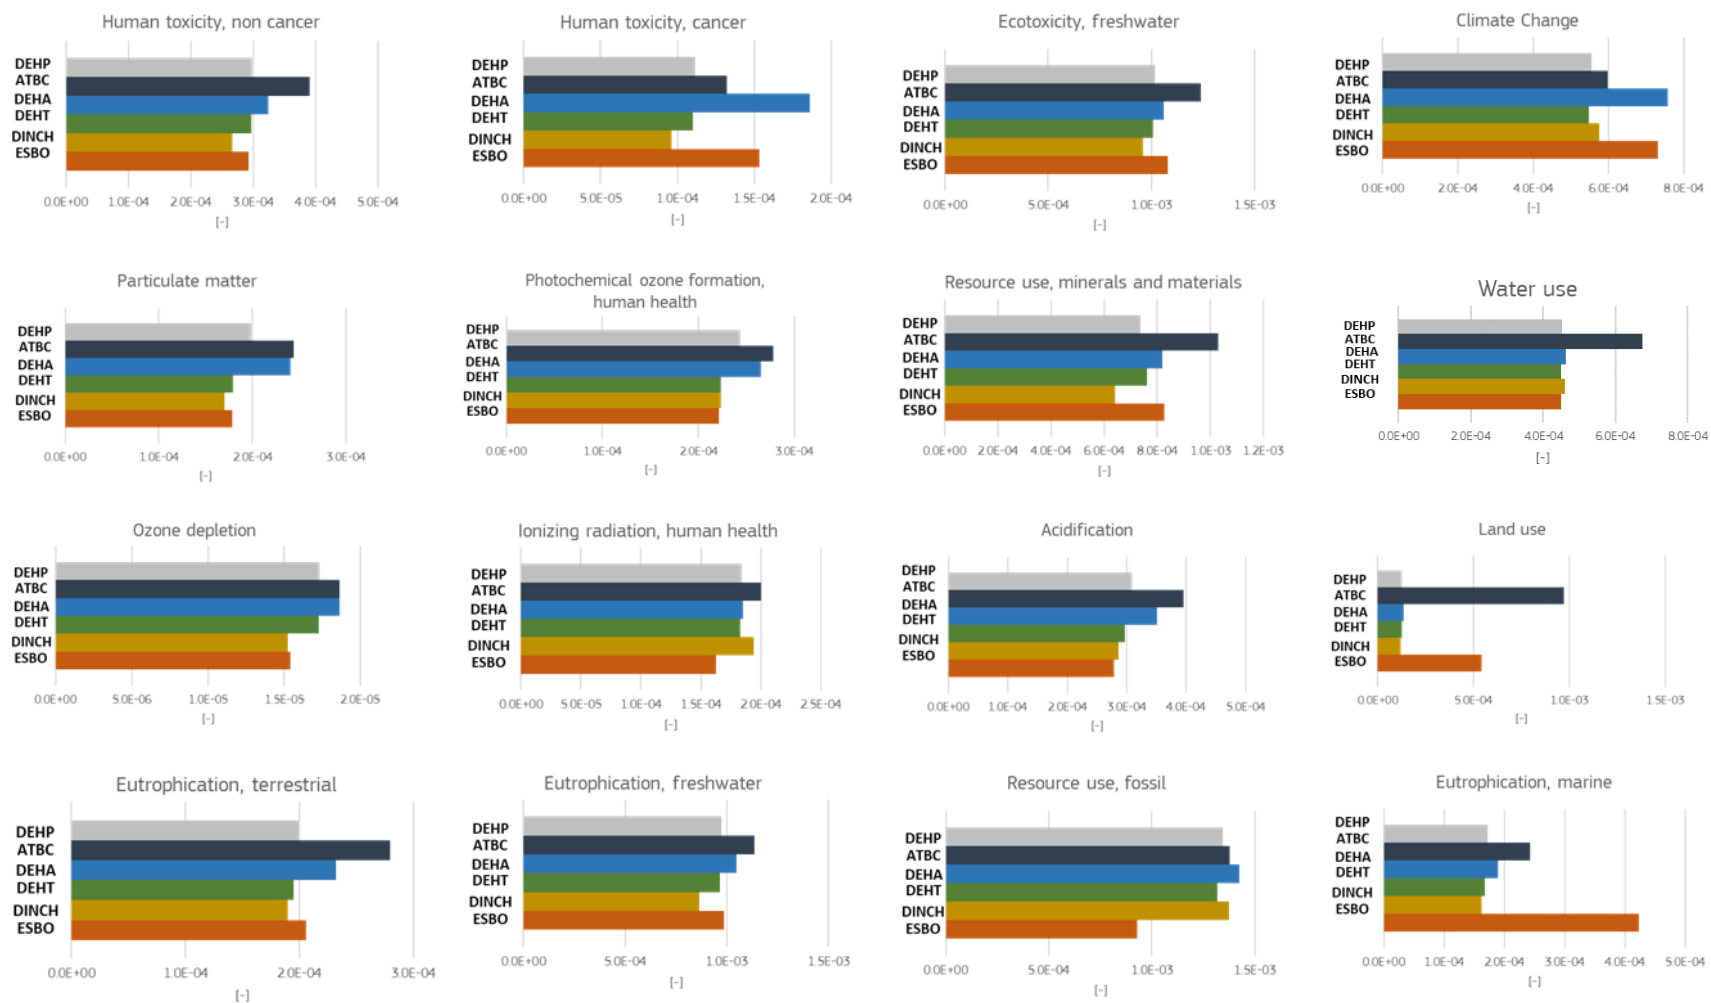 Human toxicity, non cancer
DEHP
ATBC
DEHA
DEHT
DINCH
ESBO
0.0E+00 1.0E-04 2.0E-04 3.0E-04 4.0E-04 5.0E-04
[-]
Human toxicity, cancer
DEHP
ATBC
DEHA
DEHT
DINCH
ESBO
0.0E+00 5.0E-05 1.0E-04 1.5E-04 2.0E-04
[-]
Ecotoxicity, freshwater
DEHP
ATBC
DEHA
DEHT
DINCH
ESBO
0.0E+00 5.0E-04 1.0E-03 1.5E-03
[-]
Climate Change
DEHP
ATBC
DEHA
DEHT
DINCH
ESBO
0.0E+00 2.0E-04 4.0E-04 6.0E-04 8.0E-04
[-]
Particulate matter
DEHP
ATBC
DEHA
DEHT
DINCH
ESBO
0.0E+00 1.0E-04 2.0E-04 3.0E-04
[-]
Photochemical ozone formation,
human health
DEHP
ATBC
DEHA
DEHT
DINCH
ESBO
0.0E+00 1.0E-04 2.0E-04 3.0E-04
[-]
Resource use, minerals and materials
DEHP
ATBC
DEHA
DEHT
DINCH
ESBO
0.0E+00 2.0E-04 4.0E-04 6.0E-04 8.0E-04 1.0E-03 1.2E-03
[-]
Water use
DEHP
ATBC
DEHA
DEHT
DINCH
ESBO
0.0E+00 2.0E-04 4.0E-04 6.0E-04 8.0E-04
[-]
Ozone depletion
DEHP
ATBC
DEHA
DEHT
DINCH
ESBO
0.0E+00 5.0E-06 1.0E-05 1.5E-05 2.0E-05
[-]
Ionizing radiation, human health
DEHP
ATBC
DEHA
DEHT
DINCH
ESBO
0.0E+00 5.0E-05 1.0E-04 1.5E-04 2.0E-04 2.5E-04
[-]
Acidification
DEHP
ATBC
DEHA
DEHT
DINCH
ESBO
0.0E+00 1.0E-04 2.0E-04 3.0E-04 4.0E-04 5.0E-04
[-]
Land use
DEHP
ATBC
DEHA
DEHT
DINCH
ESBO
0.0E+00 5.0E-04 1.0E-03 1.5E-03
[-]
Eutrophication, terrestrial
DEHP
ATBC
DEHA
DEHT
DINCH
ESBO
0.0E+00 1.0E-04 2.0E-04 3.0E-04
[-]
Eutrophication, freshwater
DEHP
ATBC
DEHA
DEHT
DINCH
ESBO
0.0E+00 5.0E-04 1.0E-03 1.5E-03
[-]
Resource use, fossil
DEHP
ATBC
DEHA
DEHT
DINCH
ESBO
0.0E+00 5.0E-04 1.0E-03 1.5E-03
[-]
Eutrophication, marine
DEHP
ATBC
DEHA
DEHT
DINCH
ESBO
0.0E+00 1.0E-04 2.0E-04 3.0E-04 4.0E-04 5.0E-04
[-]